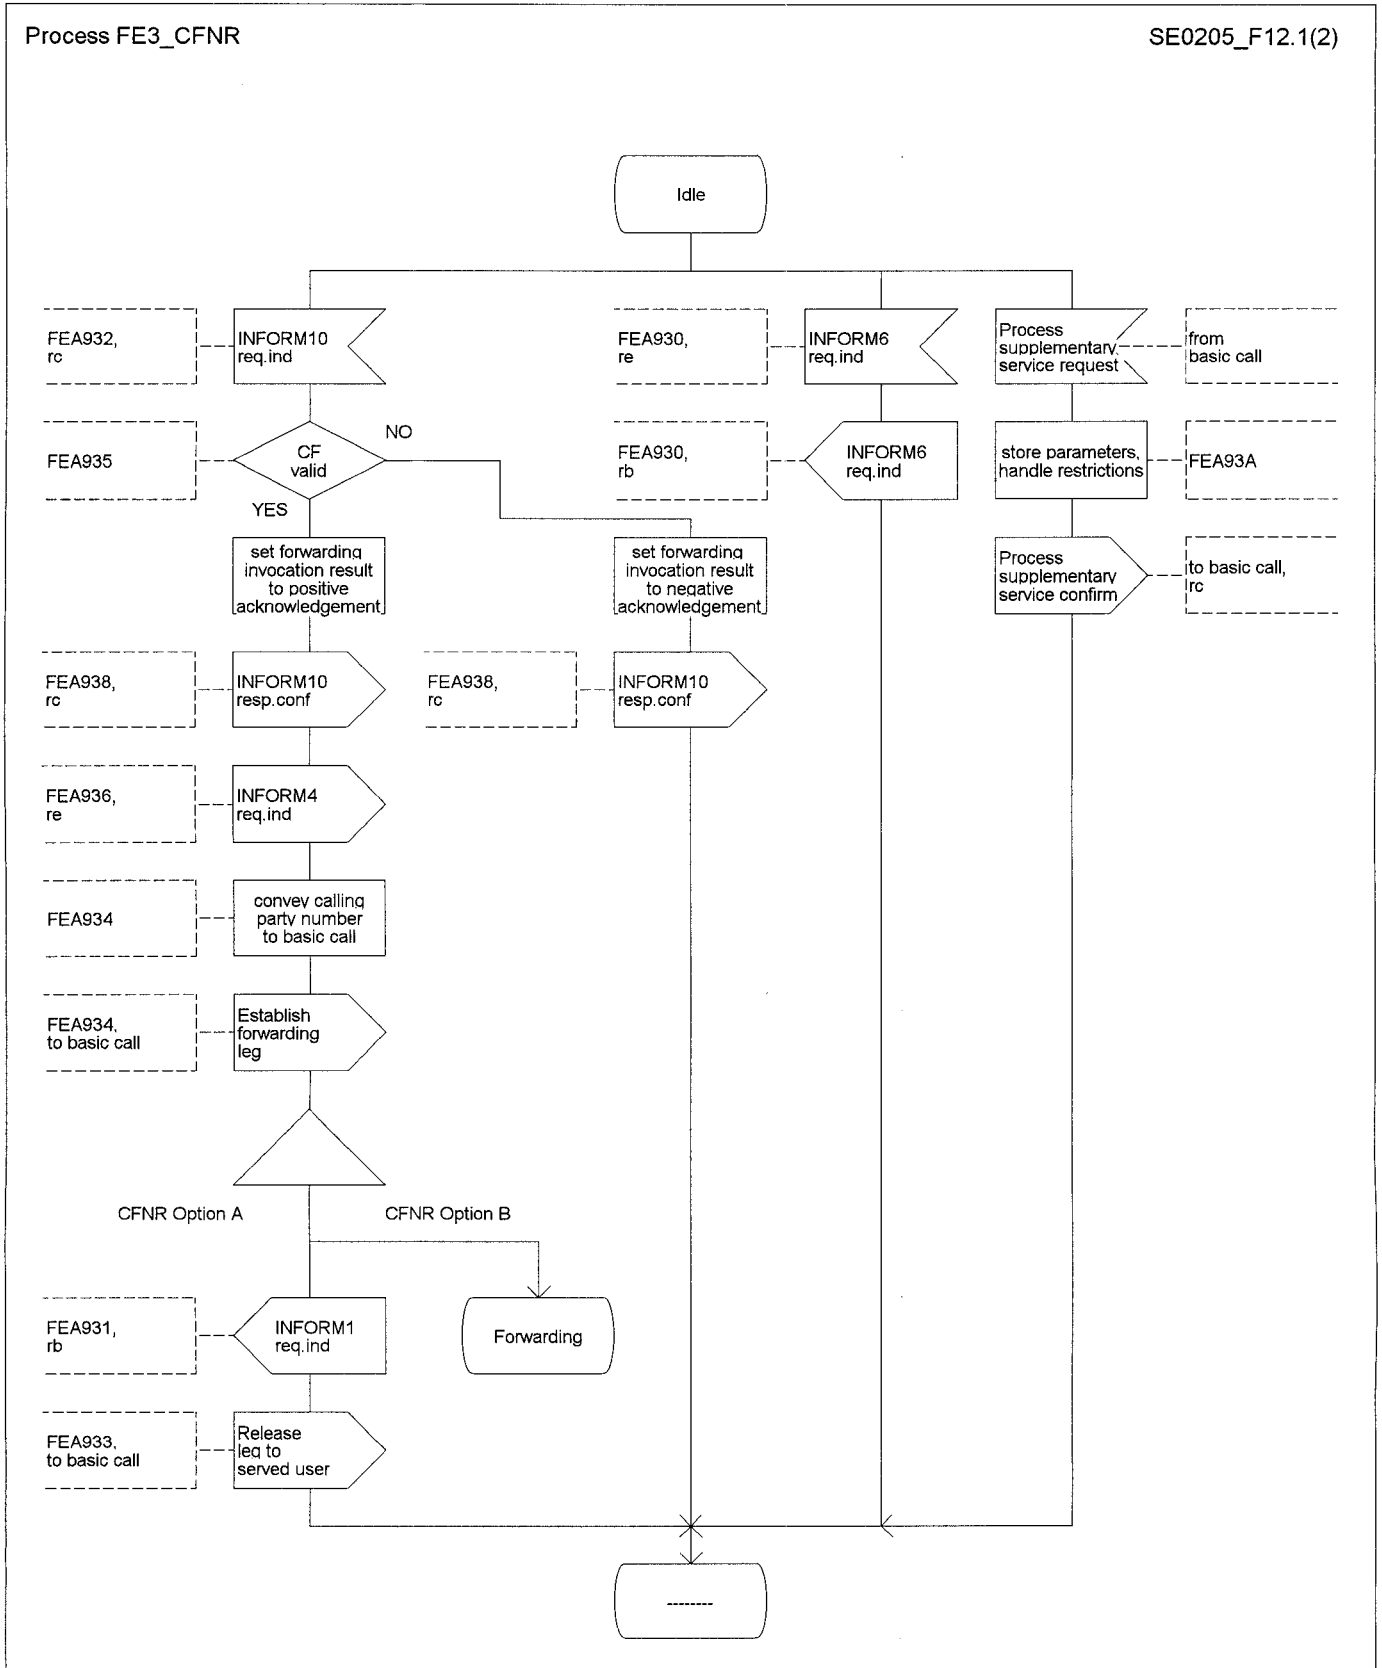 Process FE3_CFNR
SE0205_F12.1(2)
Idle
FEA932,
rc
INFORM10
req.ind
FEA930,
re
INFORM6
req.ind
Process
supplementary
service request
from
basic call
FEA935
CF
valid
NO
YES
FEA930,
rb
INFORM6
req.ind
store parameters,
handle restrictions
FEA93A
set forwarding
invocation result
to positive
acknowledgement
set forwarding
invocation result
to negative
acknowledgement
Process
supplementary
service confirm
to basic call,
rc
FEA938,
rc
INFORM10
resp.conf
FEA938,
rc
INFORM10
resp.conf
FEA936,
re
INFORM4
req.ind
FEA934
convey calling
party number
to basic call
FEA934,
to basic call
Establish
forwarding
leg
CFNR Option A
CFNR Option B
FEA931,
rb
INFORM1
req.ind
Forwarding
FEA933,
to basic call
Release
leg to
served user
--------